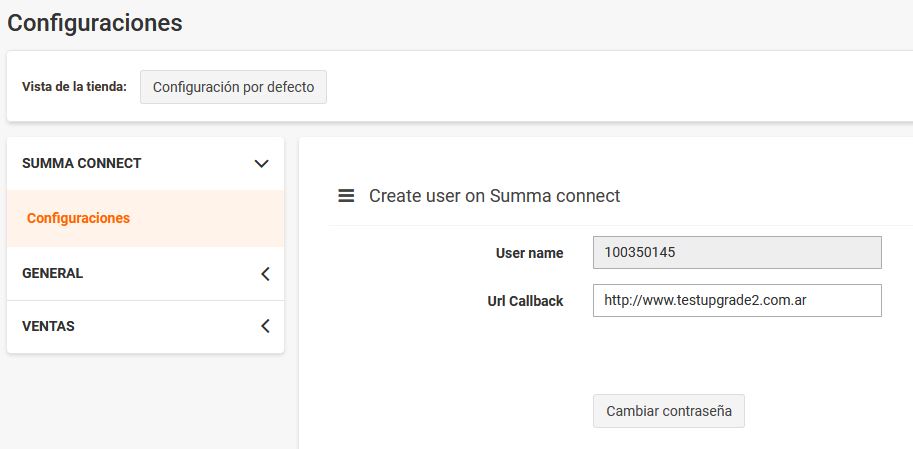 Configuraciones
Vista de la tienda: Configuración por defecto
SUMMA CONNECT
Configuraciones
GENERAL
VENTAS
Create user on Summa connect
User name 100350145
Url Callback http://www.testupgrade2.com.ar
Cambiar contraseña